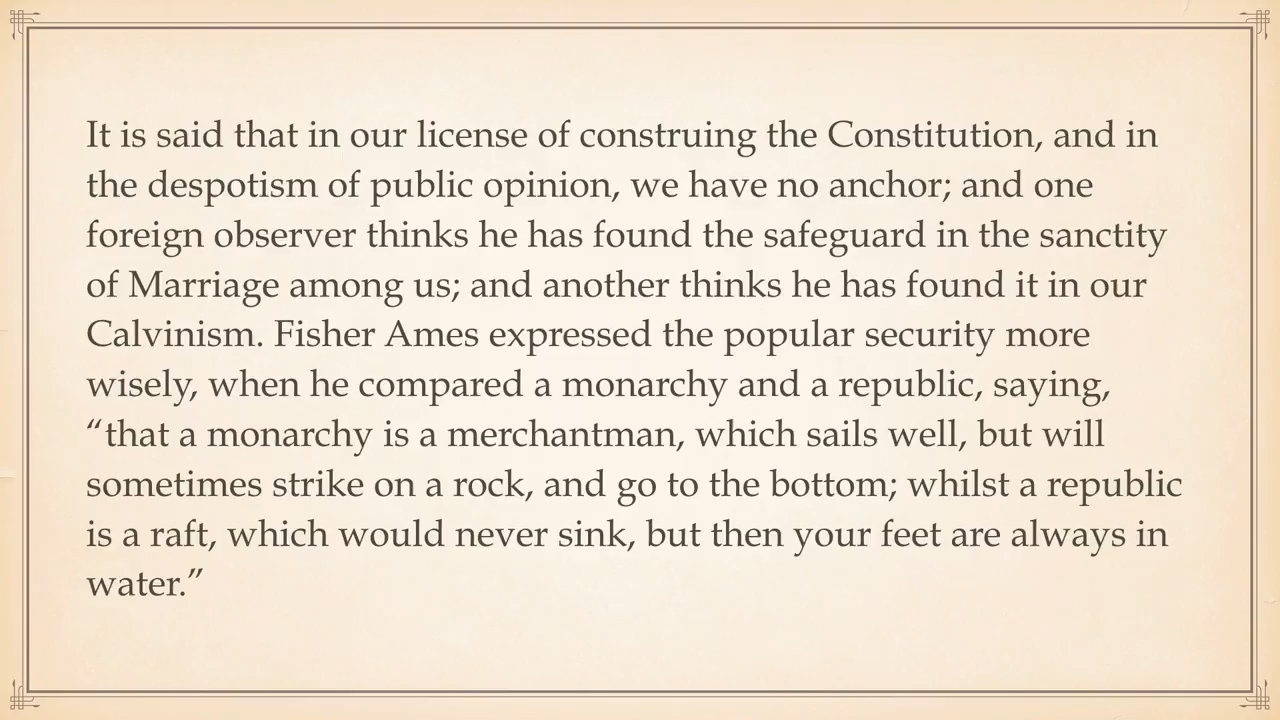 It is said that in our license of construing the Constitution, and in
the despotism of public opinion, we have no anchor; and one
foreign observer thinks he has found the safeguard in the sanctity
of Marriage among us; and another thinks he has found it in our
Calvinism. Fisher Ames expressed the popular security more
wisely, when he compared a monarchy and a republic, saying,
“that a monarchy is a merchantman, which sails well, but will
sometimes strike on a rock, and go to the bottom; whilst a republic
is a raft, which would never sink, but then your feet are always in
water.”